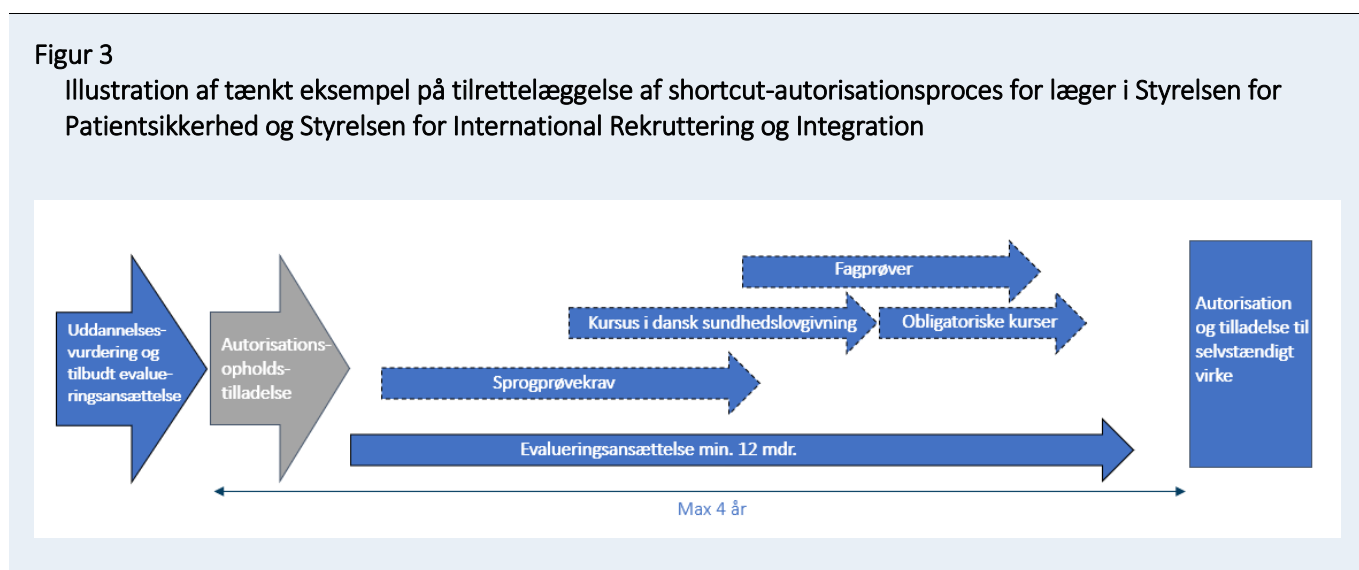 Figur 3
Illustration af tænkt eksempel på tilrettelæggelse af shortcut-autorisationsproces for læger i Styrelsen for
Patientsikkerhed og Styrelsen for International Rekruttering og Integration
Uddannelses-
vurdering og
tilbudt evalue-
ringsansættelse
Autorisations-
opholds-
tilladelse
Fagprøver
Kursus i dansk sundhedslovgivning
Obligatoriske kurser
Sprogprøvekrav
Evalueringsansættelse min. 12 mdr.
Autorisation
og tilladelse til
selvstændigt
virke
Max 4 år